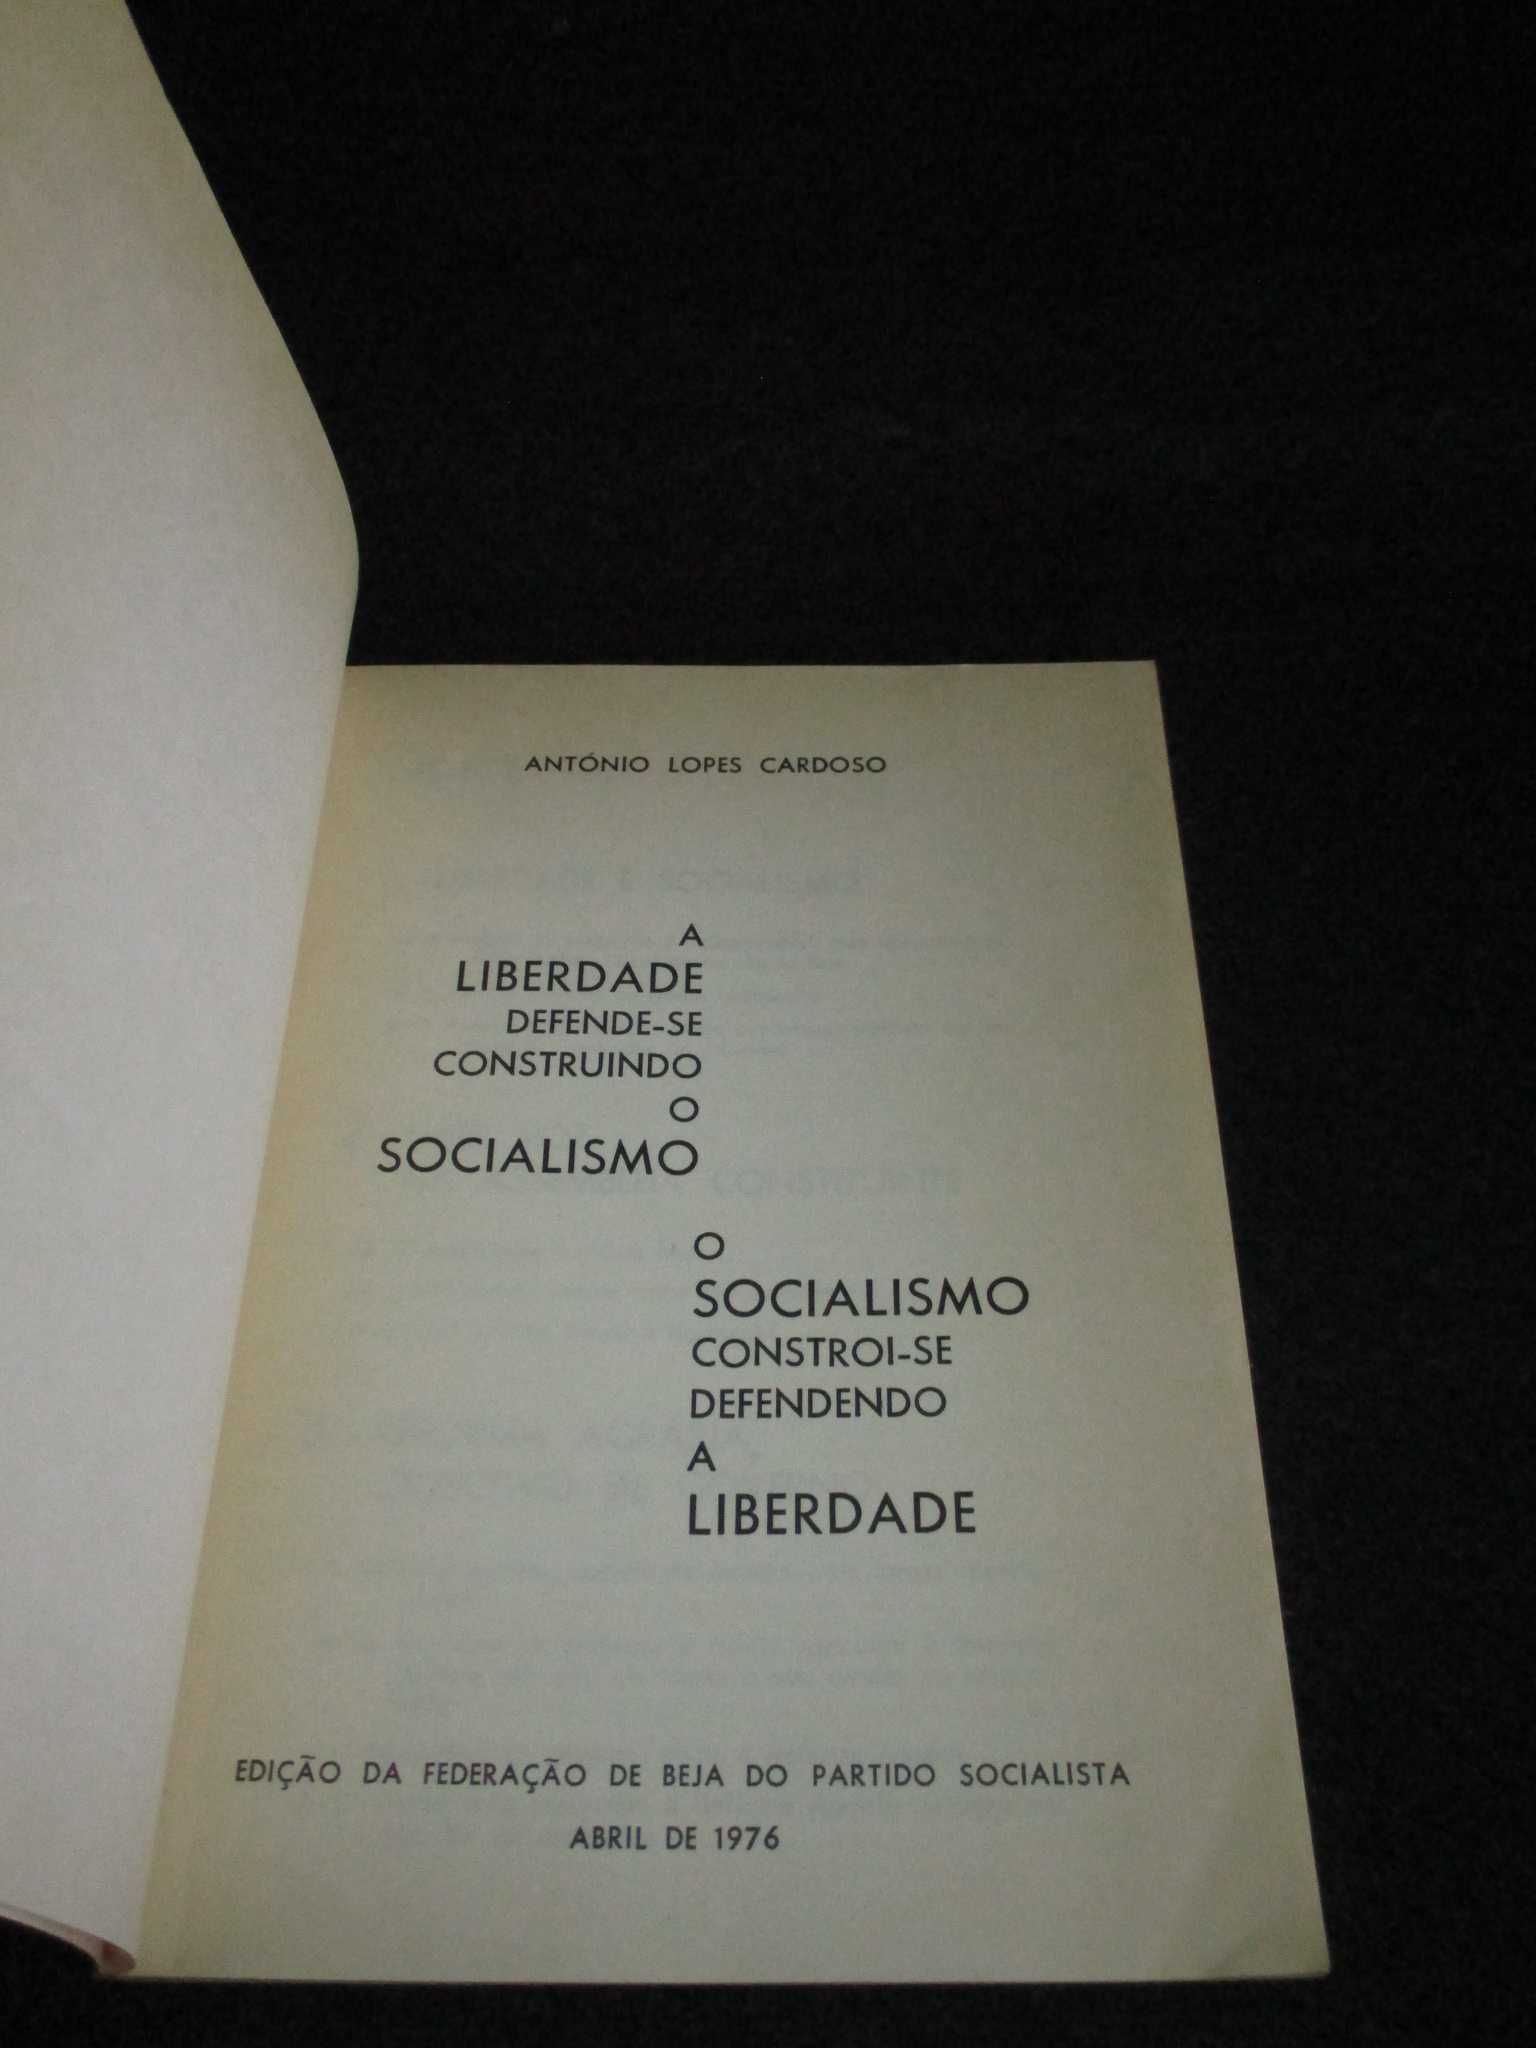 ANTÓNIO LOPES CARDOSO
A
LIBERDADE
DEFENDE-SE
CONSTRUINDO
O
SOCIALISMO
O
SOCIALISMO
CONSTROI-SE
DEFENDENDO
A
LIBERDADE
EDIÇÃO DA FEDERAÇÃO DE BEJA DO PARTIDO SOCIALISTA
ABRIL DE 1976